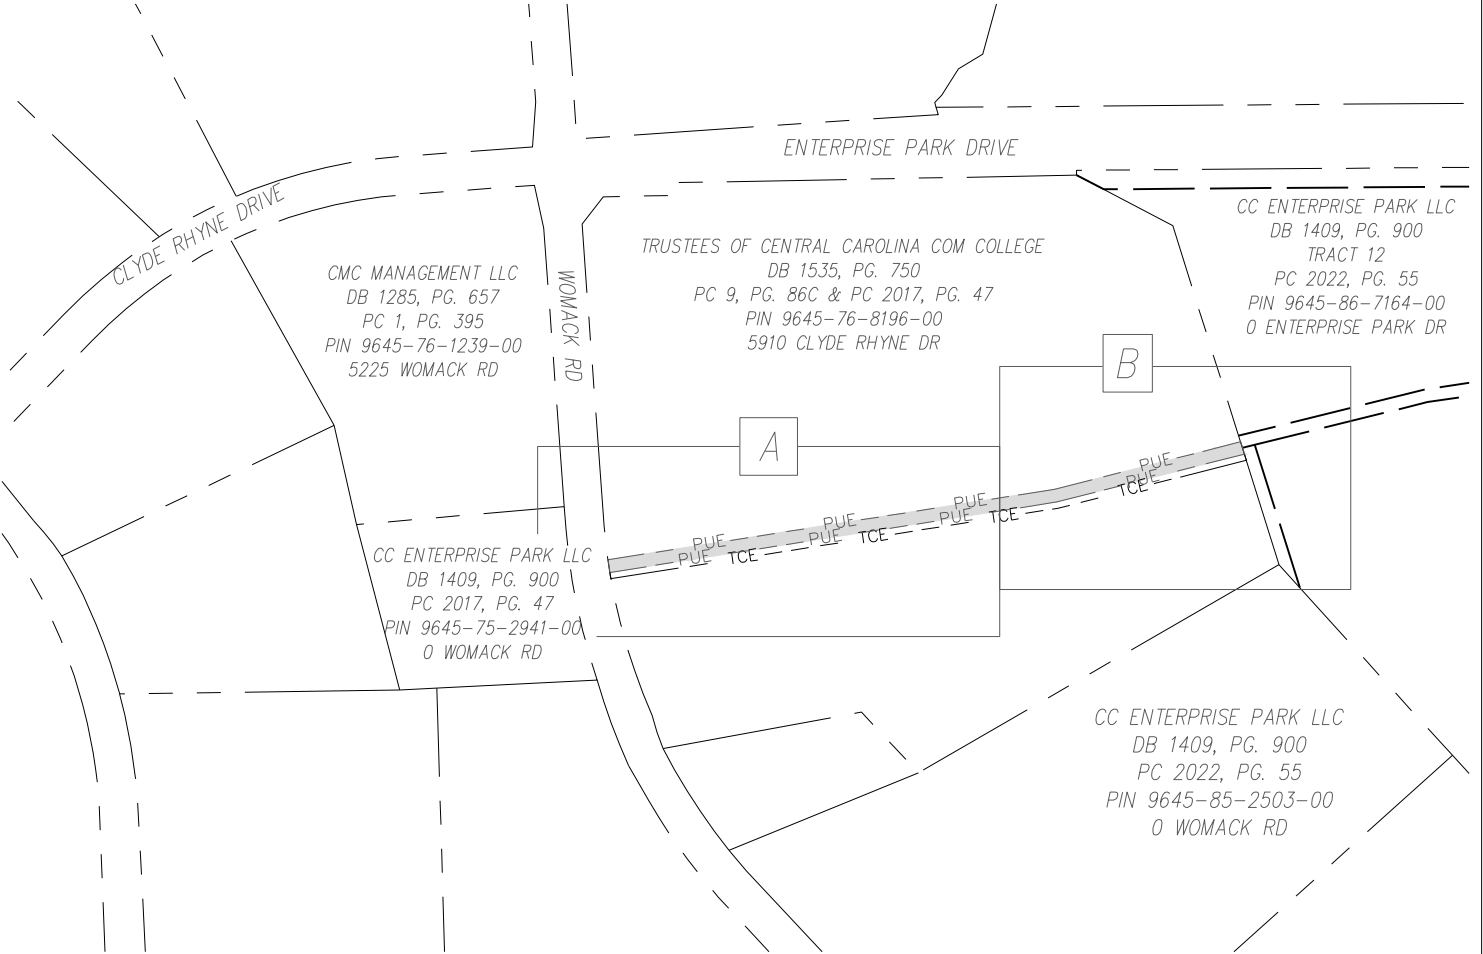 ENTERPRISE PARK DRIVE
CLYDE RHYNE DRIVE
WOMACK RD
CMC MANAGEMENT LLC
DB 1285, PG. 657
PC 1, PG. 395
PIN 9645-76-1239-00
5225 WOMACK RD
TRUSTEES OF CENTRAL CAROLINA COM COLLEGE
DB 1535, PG. 750
PC 9, PG. 86C & PC 2017, PG. 47
PIN 9645-76-8196-00
5910 CLYDE RHYNE DR
CC ENTERPRISE PARK LLC
DB 1409, PG. 900
TRACT 12
PC 2022, PG. 55
PIN 9645-86-7164-00
0 ENTERPRISE PARK DR
B
A
PUE
PUE
PUE
PUE
PUE
PUE
PUE
PUE
TCE
TCE
TCE
TCE
CC ENTERPRISE PARK LLC
DB 1409, PG. 900
PC 2017, PG. 47
PIN 9645-75-2941-00
0 WOMACK RD
CC ENTERPRISE PARK LLC
DB 1409, PG. 900
PC 2022, PG. 55
PIN 9645-85-2503-00
0 WOMACK RD